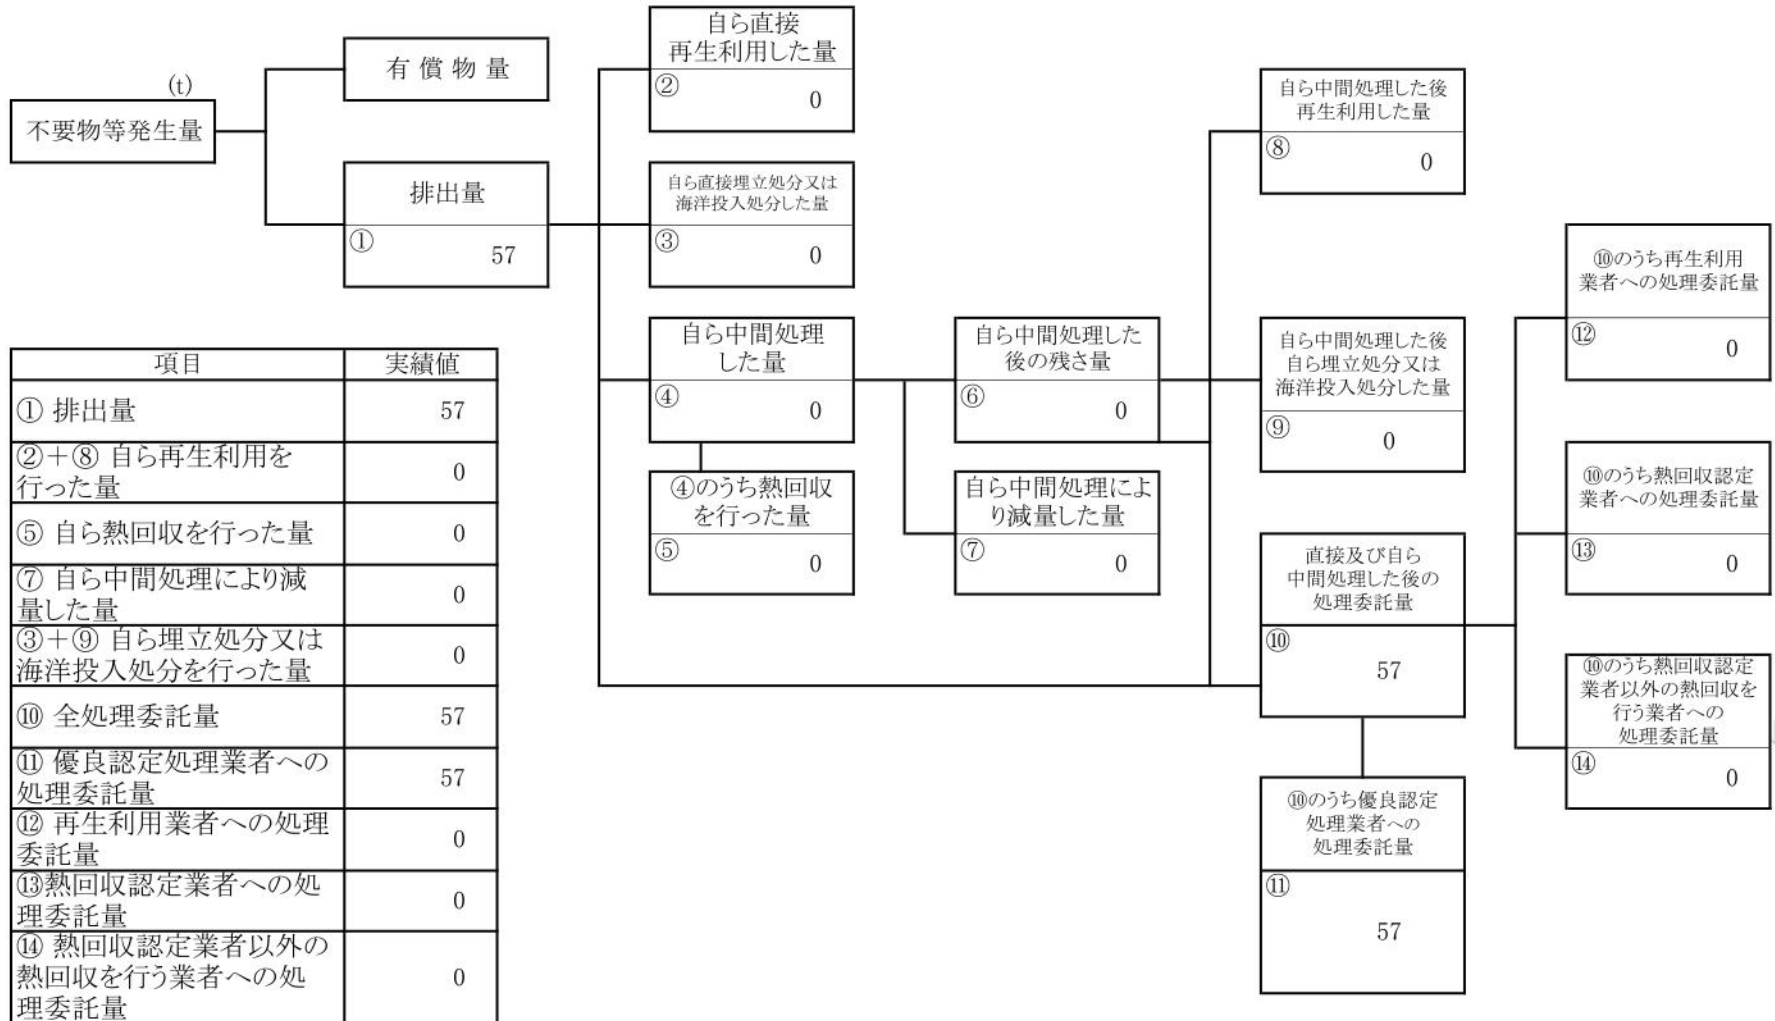 (t)
不要物等発生量
有償物量
排出量
①
57
自ら直接
再生利用した量
②
0
自ら直接埋立処分又は
海洋投入処分した量
③
0
自ら中間処理
した量
④
0
④のうち熱回収
を行った量
⑤
0
自ら中間処理した
後の残さ量
⑥
0
自ら中間処理によ
り減量した量
⑦
0
自ら中間処理した後
再生利用した量
⑧
0
自ら中間処理した後
自ら埋立処分又は
海洋投入処分した量
⑨
0
直接及び自ら
中間処理した後の
処理委託量
⑩
57
⑩のうち優良認定
処理業者への
処理委託量
⑪
57
⑩のうち再生利用
業者への処理委託量
⑫
0
⑩のうち熱回収認定
業者への処理委託量
⑬
0
⑩のうち熱回収認定
業者以外の熱回収を
行う業者への
処理委託量
⑭
0
項目 実績値
① 排出量 57
②＋⑧ 自ら再生利用を
行った量 0
⑤ 自ら熱回収を行った量 0
⑦ 自ら中間処理により減
量した量 0
③＋⑨ 自ら埋立処分又は
海洋投入処分を行った量 0
⑩ 全処理委託量 57
⑪ 優良認定処理業者への
処理委託量 57
⑫ 再生利用業者への処理
委託量 0
⑬熱回収認定業者への処
理委託量 0
⑭ 熱回収認定業者以外の
熱回収を行う業者への処
理委託量 0